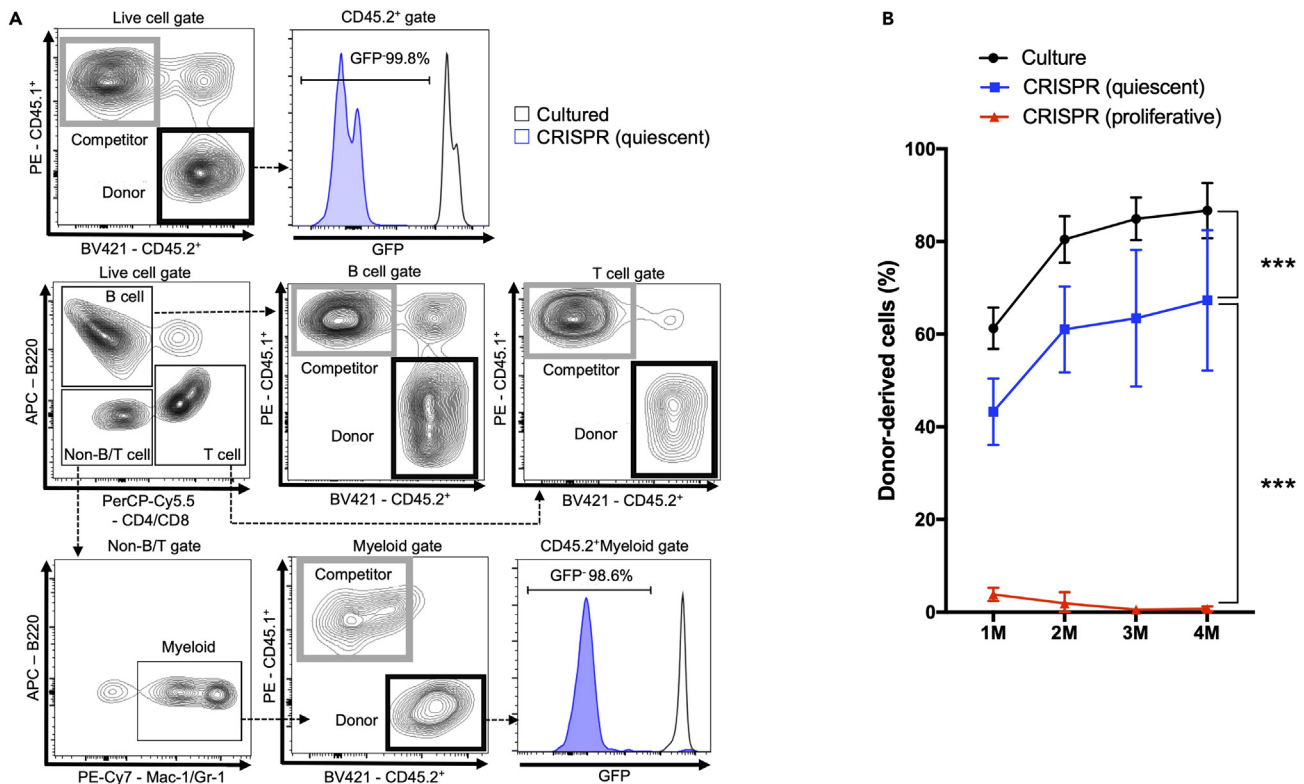 A
Live cell gate
CD45.2⁺ gate
PE - CD45.1⁺
Competitor
Donor
BV421 - CD45.2⁺
GFP⁻99.8%
GFP
Cultured
CRISPR (quiescent)
Live cell gate
B cell gate
T cell gate
APC – B220
B cell
Non-B/T cell
T cell
PerCP-Cy5.5
- CD4/CD8
PE - CD45.1⁺
Competitor
Donor
BV421 - CD45.2⁺
PE - CD45.1⁺
Competitor
Donor
BV421 - CD45.2⁺
Non-B/T gate
Myeloid gate
CD45.2⁺Myeloid gate
APC – B220
Myeloid
PE-Cy7 - Mac-1/Gr-1
PE - CD45.1⁺
Competitor
Donor
BV421 - CD45.2⁺
GFP⁻ 98.6%
GFP
B
Culture
CRISPR (quiescent)
CRISPR (proliferative)
Donor-derived cells (%)
100
80
60
40
20
0
1M
2M
3M
4M
***
***